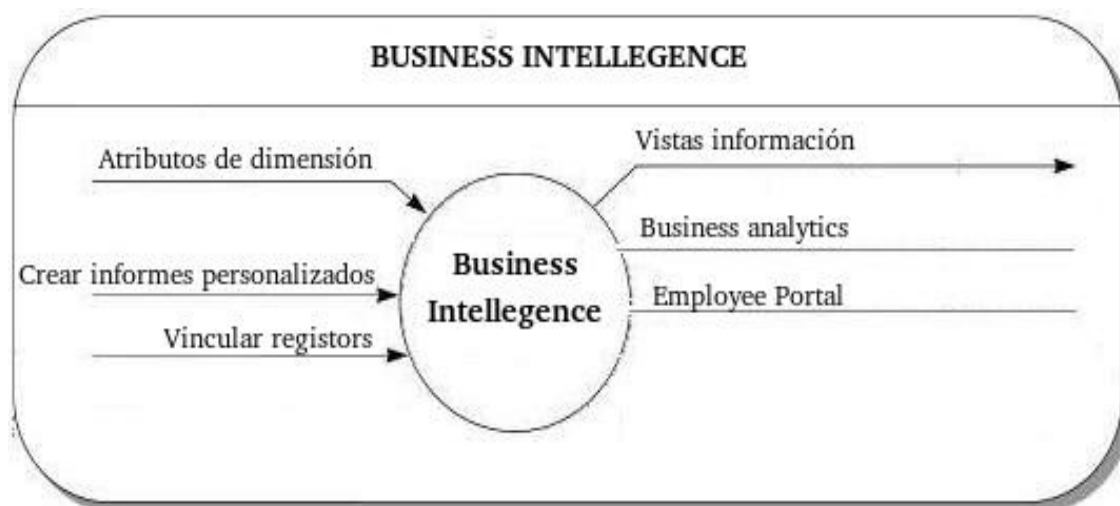 BUSINESS INTELLEGENCE
Atributos de dimensión
Crear informes personalizados
Vincular registors
Business
Intellegence
Vistas información
Business analytics
Employee Portal